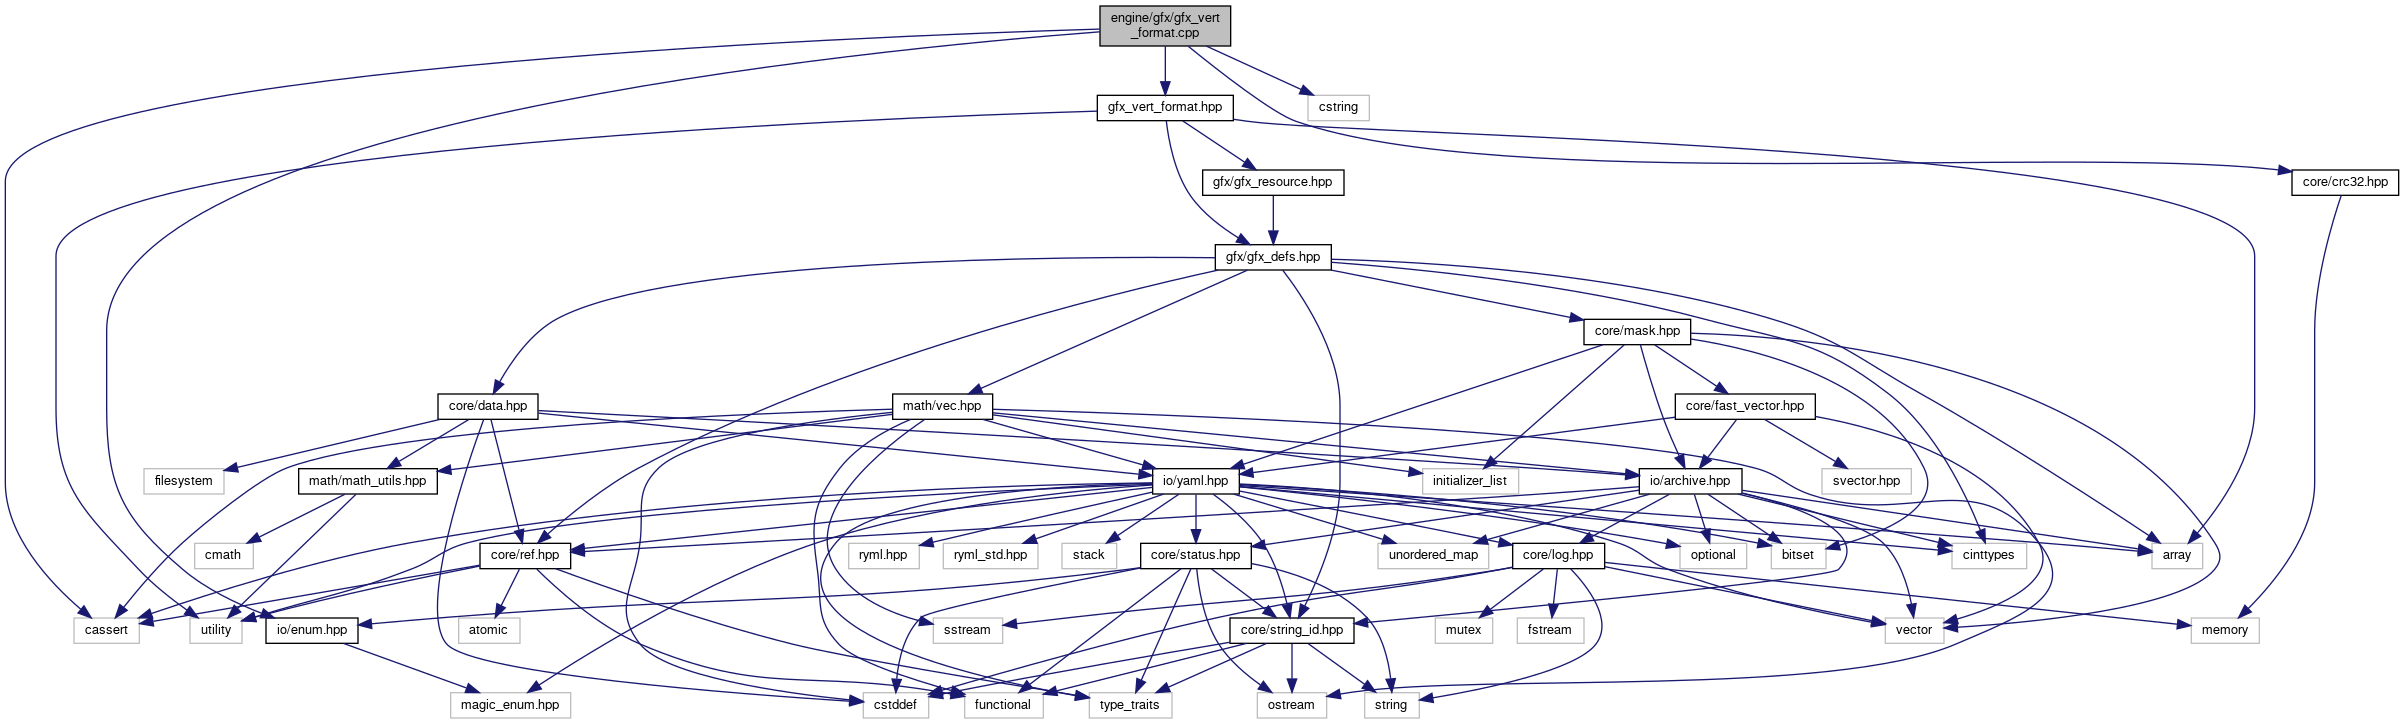 engine/gfx/gfx_vert
_format.cpp
gfx_vert_format.hpp
cstring
gfx/gfx_resource.hpp
core/crc32.hpp
gfx/gfx_defs.hpp
core/mask.hpp
core/data.hpp
math/vec.hpp
core/fast_vector.hpp
filesystem
math/math_utils.hpp
io/yaml.hpp
initializer_list
io/archive.hpp
svector.hpp
cmath
core/ref.hpp
ryml.hpp
ryml_std.hpp
stack
core/status.hpp
unordered_map
core/log.hpp
optional
bitset
cinttypes
array
cassert
utility
io/enum.hpp
atomic
sstream
core/string_id.hpp
mutex
fstream
vector
memory
magic_enum.hpp
cstddef
functional
type_traits
ostream
string